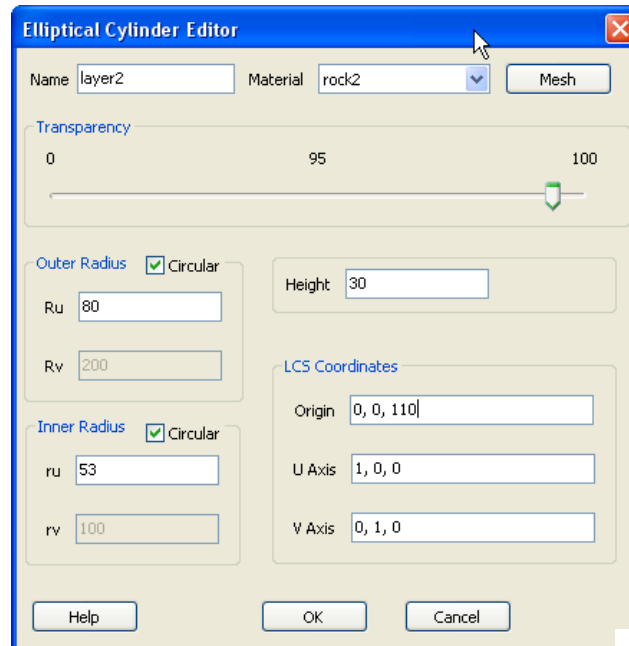 Elliptical Cylinder Editor
Name layer2 Material rock2 Mesh
Transparency
0 95 100
Outer Radius Circular
Ru 80
Rv 200
Height 30
Inner Radius Circular
ru 53
rv 100
LCS Coordinates
Origin 0, 0, 110
U Axis 1, 0, 0
V Axis 0, 1, 0
Help OK Cancel